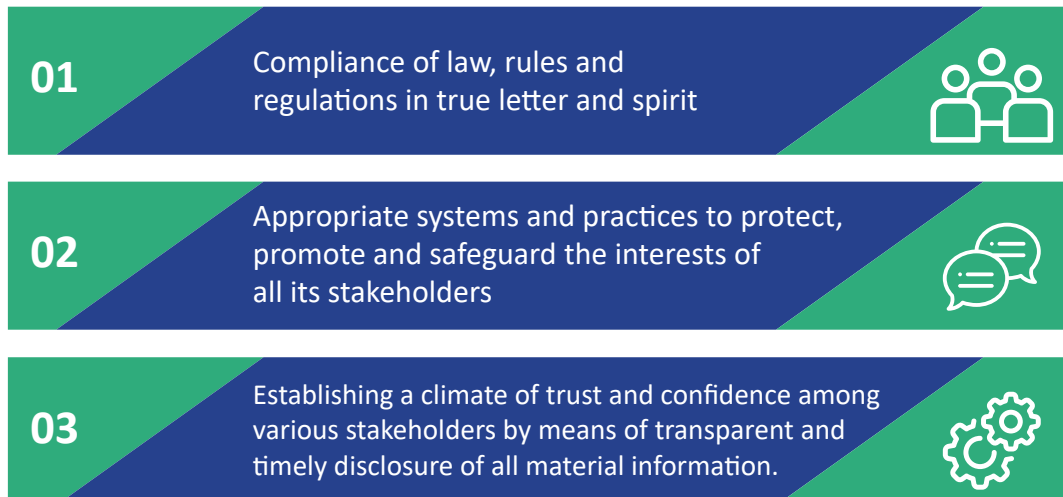 01
Compliance of law, rules and
regulations in true letter and spirit
02
Appropriate systems and practices to protect,
promote and safeguard the interests of
all its stakeholders
03
Establishing a climate of trust and confidence among
various stakeholders by means of transparent and
timely disclosure of all material information.